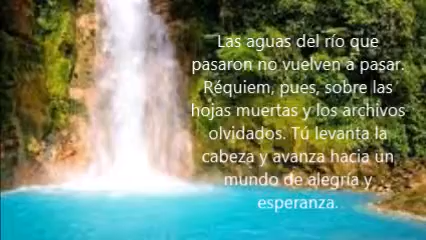 Las aguas del río que
pasaron no vuelven a pasar.
Réquiem, pues, sobre las
hojas muertas y los archivos
olvidados. Tú levanta la
cabeza y avanza hacia un
mundo de alegría y
esperanza.